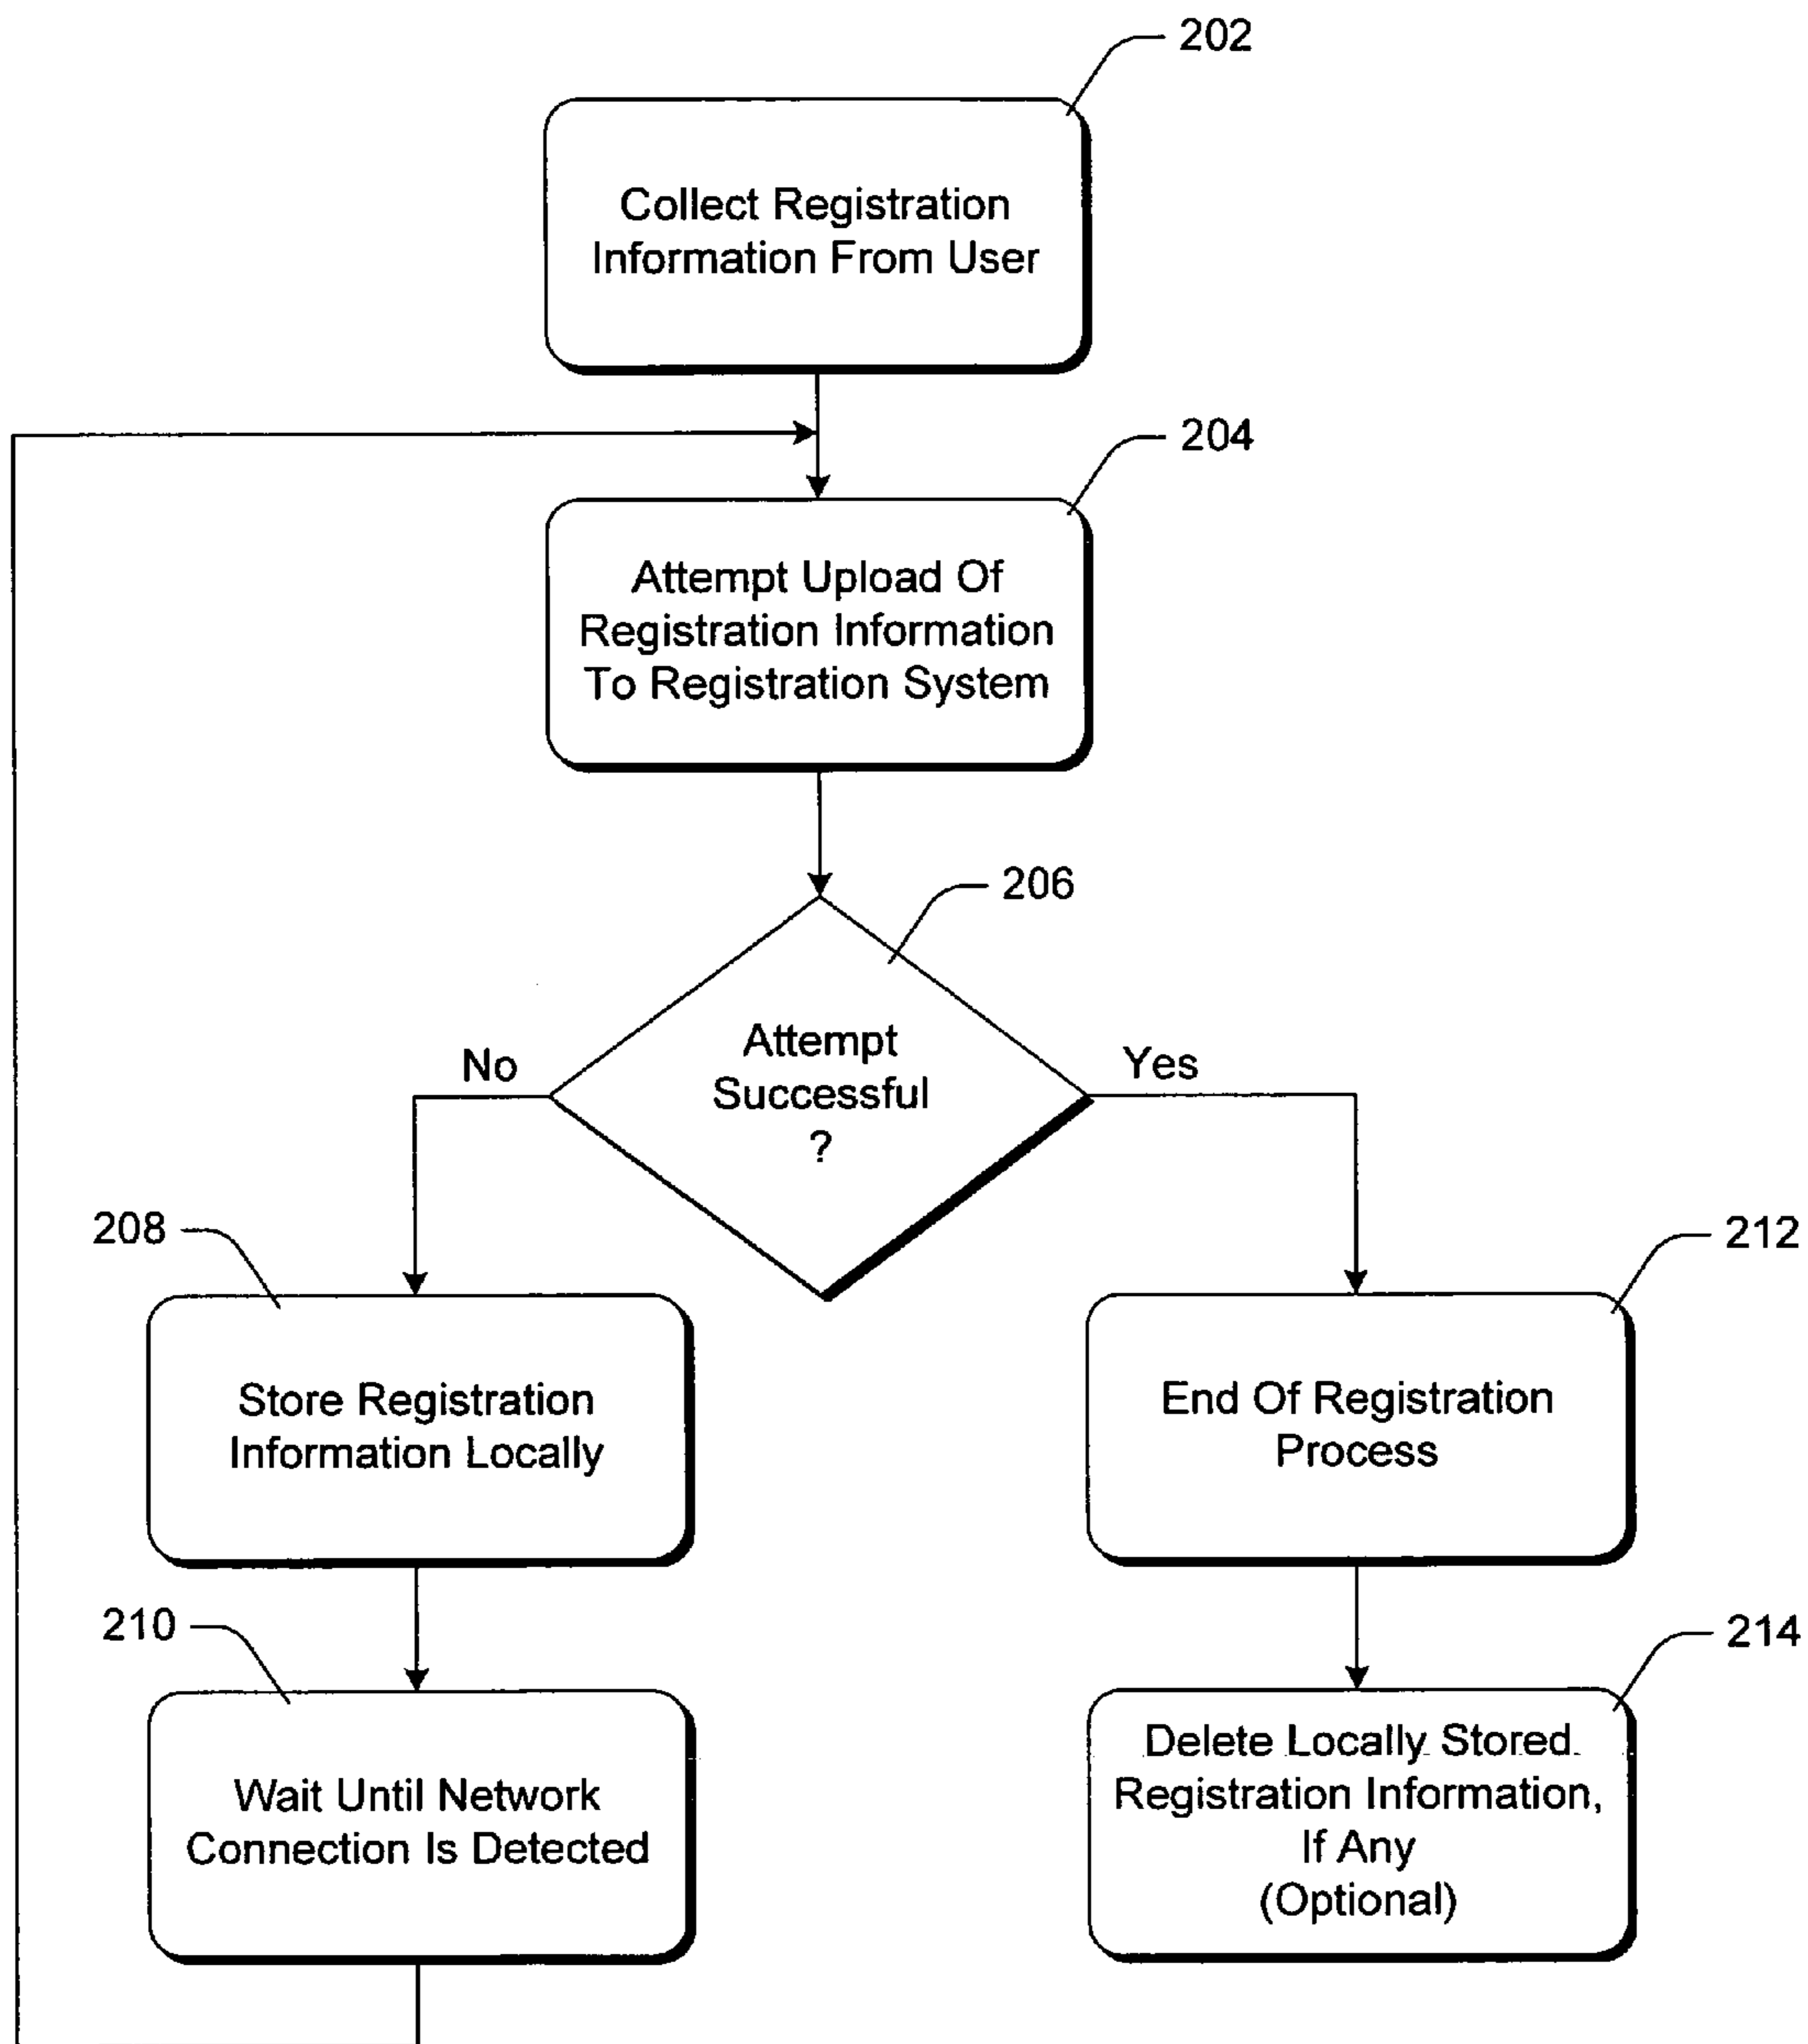 202
Collect Registration
Information From User
204
Attempt Upload Of
Registration Information
To Registration System
206
Attempt
Successful
?
No
Yes
208
212
Store Registration
Information Locally
End Of Registration
Process
210
214
Wait Until Network
Connection Is Detected
Delete Locally Stored
Registration Information,
If Any
(Optional)